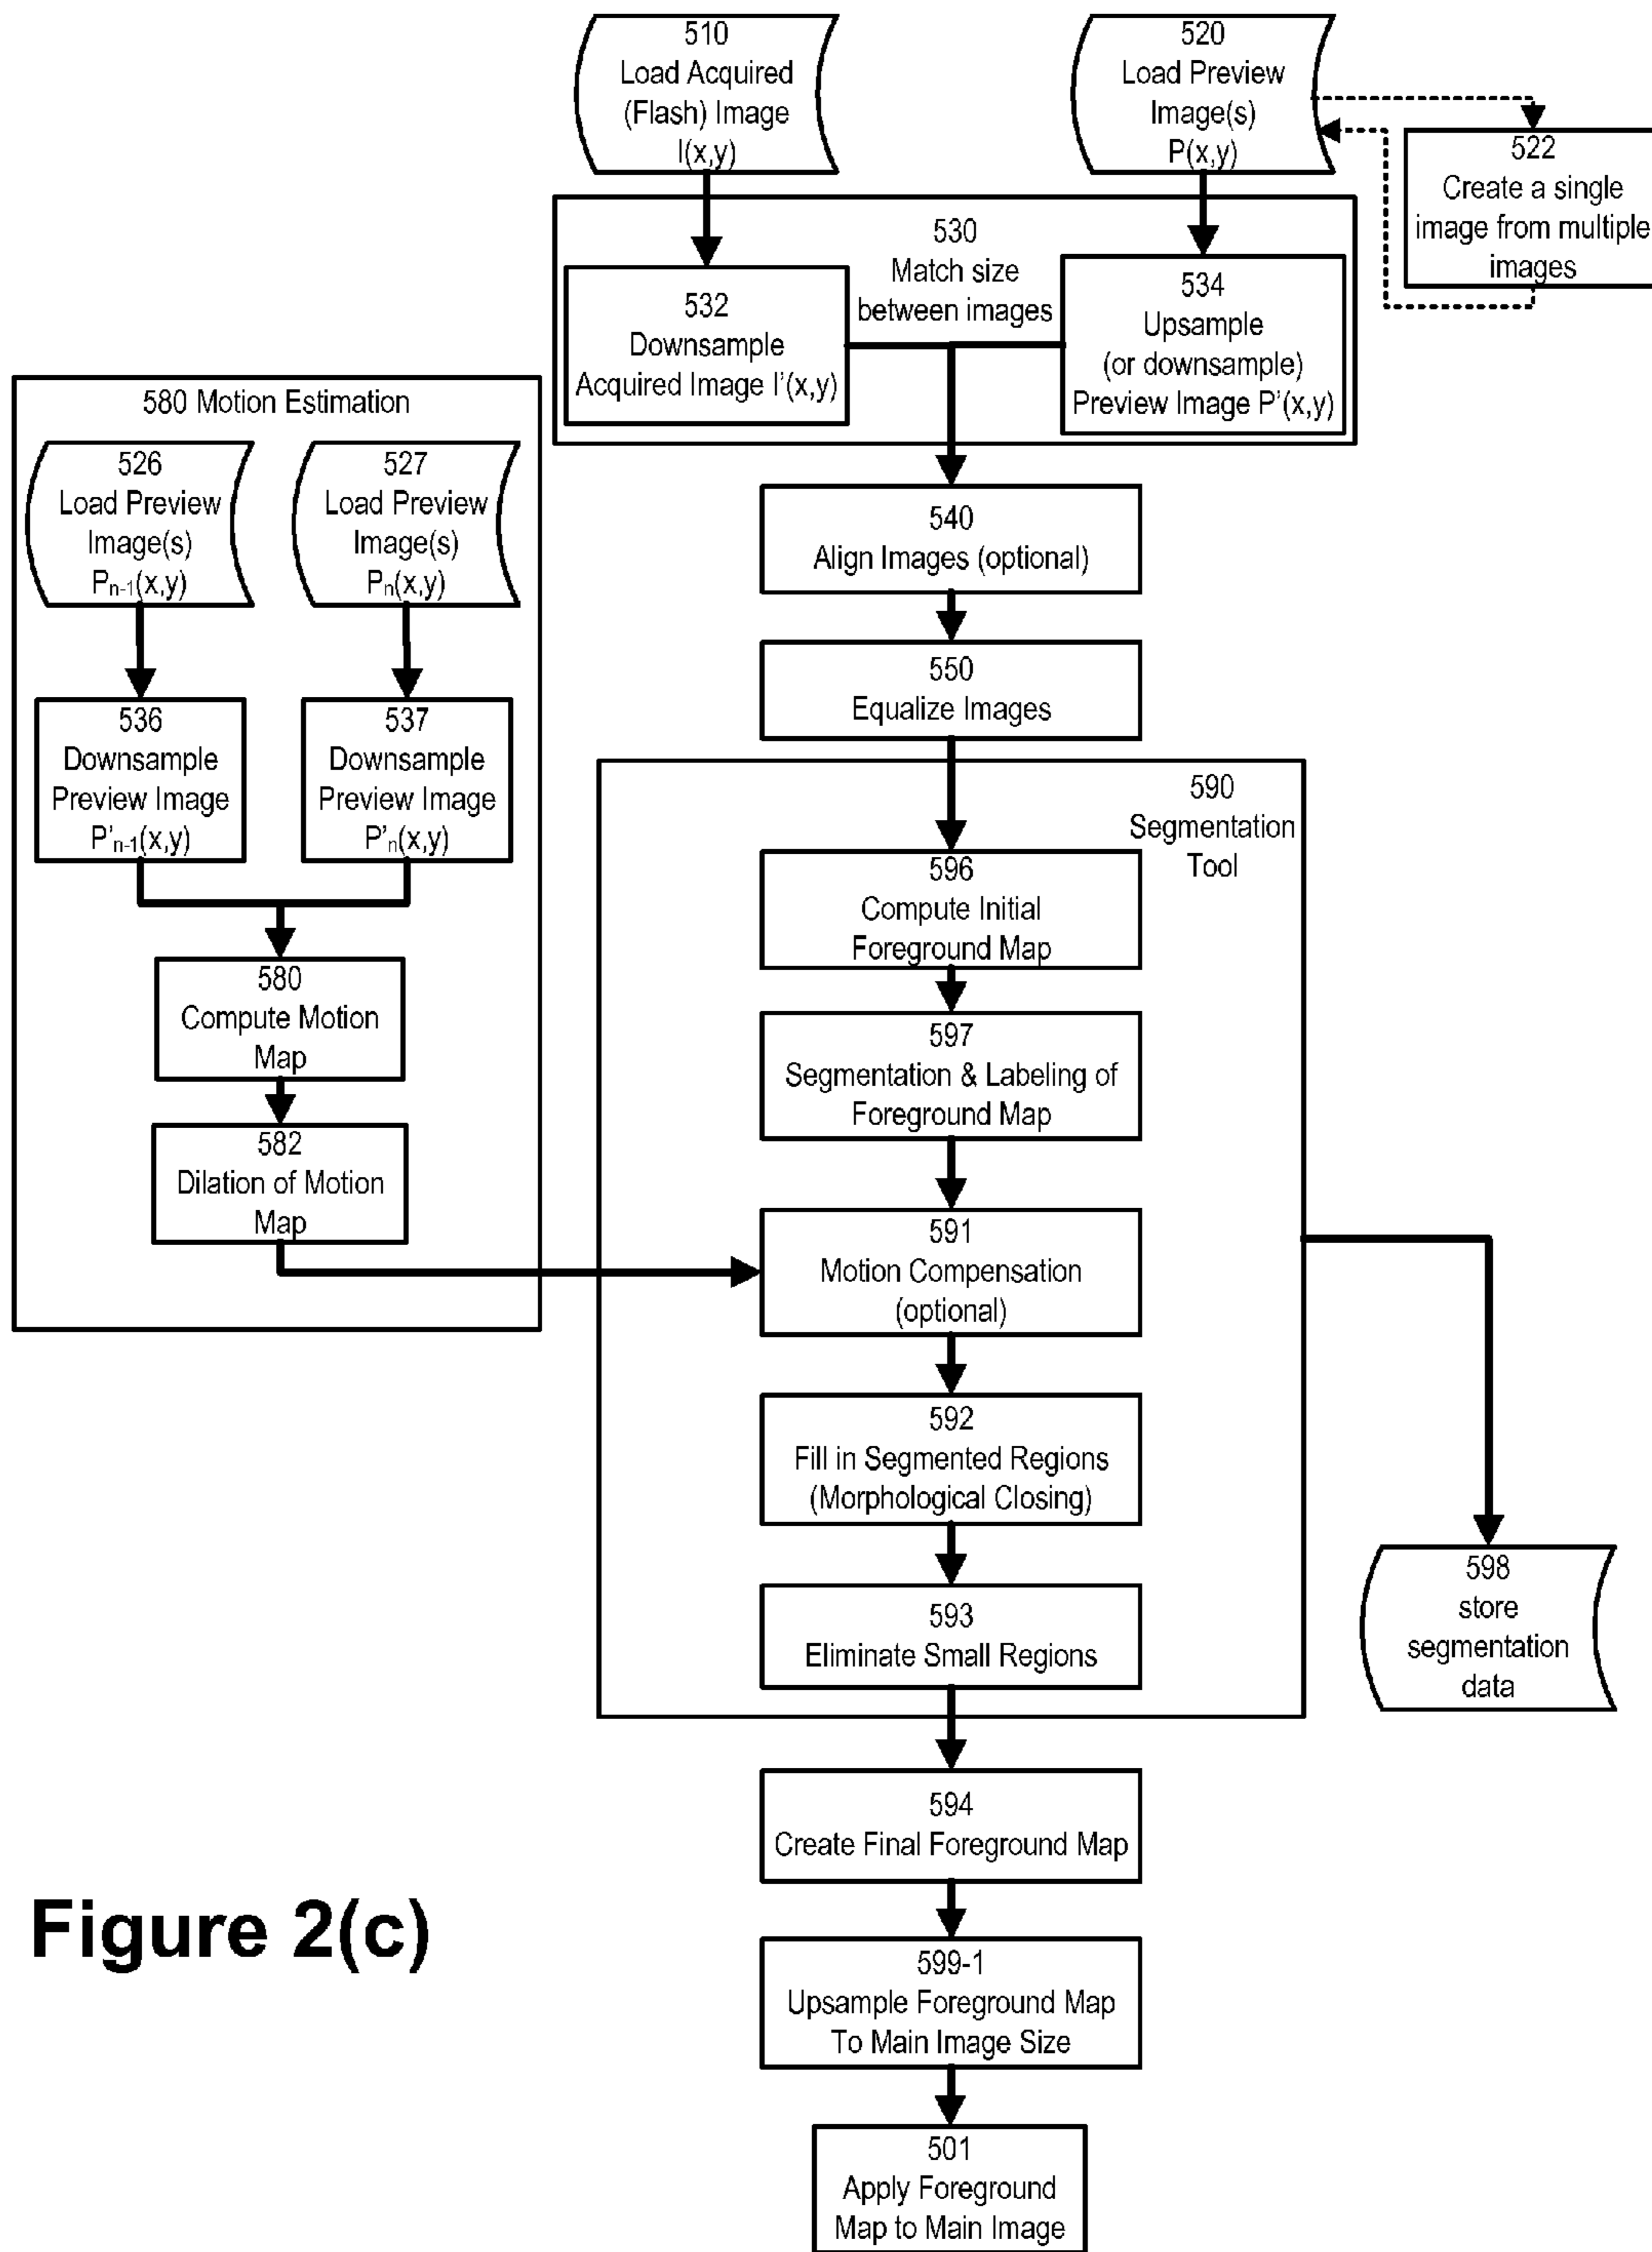 510
Load Acquired
(Flash) Image
I(x,y)
520
Load Preview
Image(s)
P(x,y)
522
Create a single
image from multiple
images
530
Match size
between images
532
Downsample
Acquired Image I'(x,y)
534
Upsample
(or downsample)
Preview Image P'(x,y)
580 Motion Estimation
526
Load Preview
Image(s)
Pn-1(x,y)
527
Load Preview
Image(s)
Pn(x,y)
536
Downsample
Preview Image
P'n-1(x,y)
537
Downsample
Preview Image
P'n(x,y)
580
Compute Motion
Map
582
Dilation of Motion
Map
540
Align Images (optional)
550
Equalize Images
590
Segmentation
Tool
596
Compute Initial
Foreground Map
597
Segmentation & Labeling of
Foreground Map
591
Motion Compensation
(optional)
592
Fill in Segmented Regions
(Morphological Closing)
593
Eliminate Small Regions
598
store
segmentation
data
594
Create Final Foreground Map
599-1
Upsample Foreground Map
To Main Image Size
501
Apply Foreground
Map to Main Image
Figure 2(c)